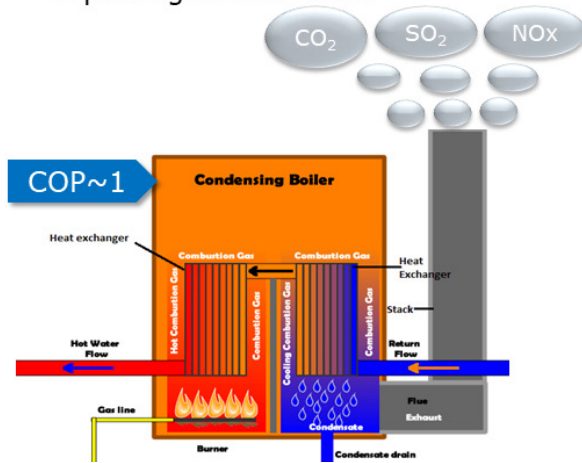 CO2
SO2
NOx
COP~1
Condensing Boiler
Heat exchanger
Combustion Gas
Combustion Gas
Heat
Exchanger
Hot Combustion Gas
Combustion Gas
Cooling Combustion Gas
Combustion Gas
Stack
Hot Water
Flow
Return
Flow
Gas line
Flue
Exhaust
Condensate
Burner
Condensate drain